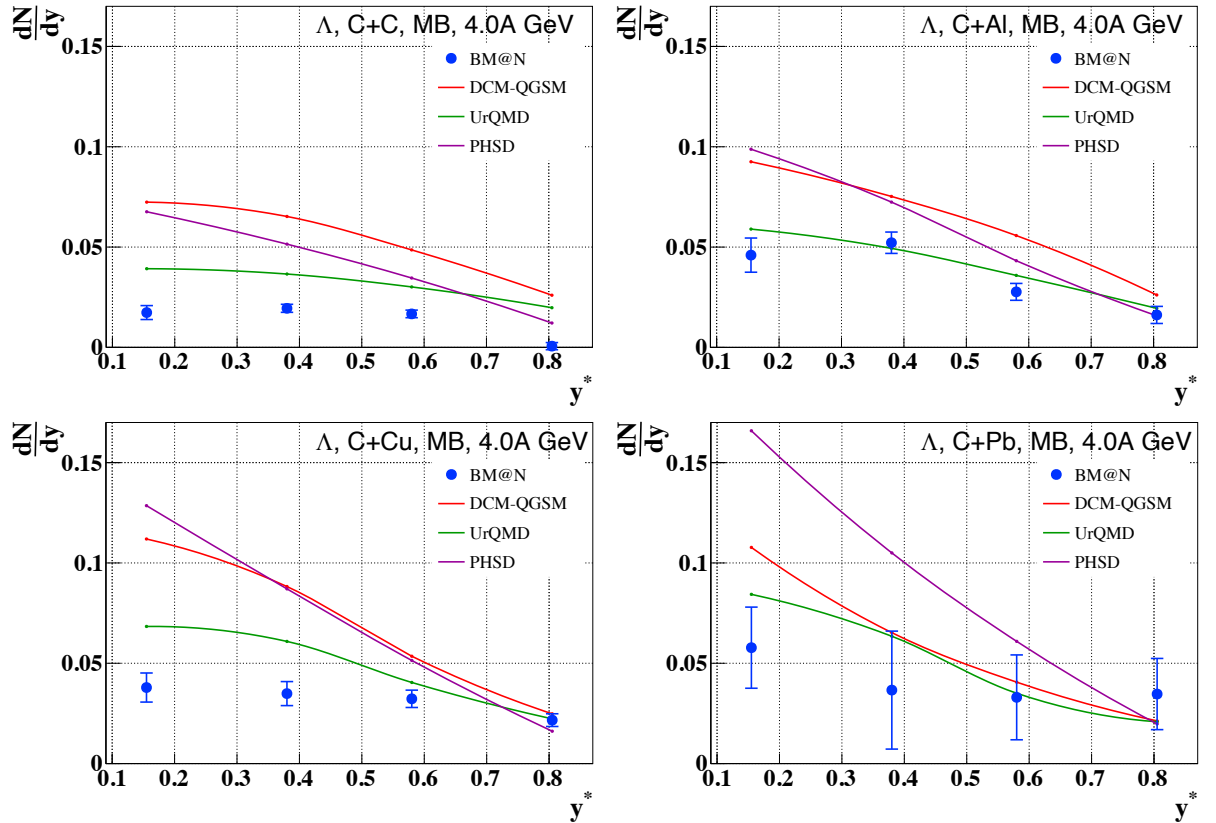 dN
dy
Λ, C+C, MB, 4.0A GeV
0.15
BM@N
DCM-QGSM
UrQMD
0.1
PHSD
0.05
0
0.1 0.2 0.3 0.4 0.5 0.6 0.7 0.8
y*
dN
dy
Λ, C+Al, MB, 4.0A GeV
0.15
BM@N
DCM-QGSM
UrQMD
0.1
PHSD
0.05
0
0.1 0.2 0.3 0.4 0.5 0.6 0.7 0.8
y*
dN
dy
Λ, C+Cu, MB, 4.0A GeV
0.15
BM@N
DCM-QGSM
UrQMD
0.1
PHSD
0.05
0
0.1 0.2 0.3 0.4 0.5 0.6 0.7 0.8
y*
dN
dy
Λ, C+Pb, MB, 4.0A GeV
0.15
BM@N
DCM-QGSM
UrQMD
0.1
PHSD
0.05
0
0.1 0.2 0.3 0.4 0.5 0.6 0.7 0.8
y*